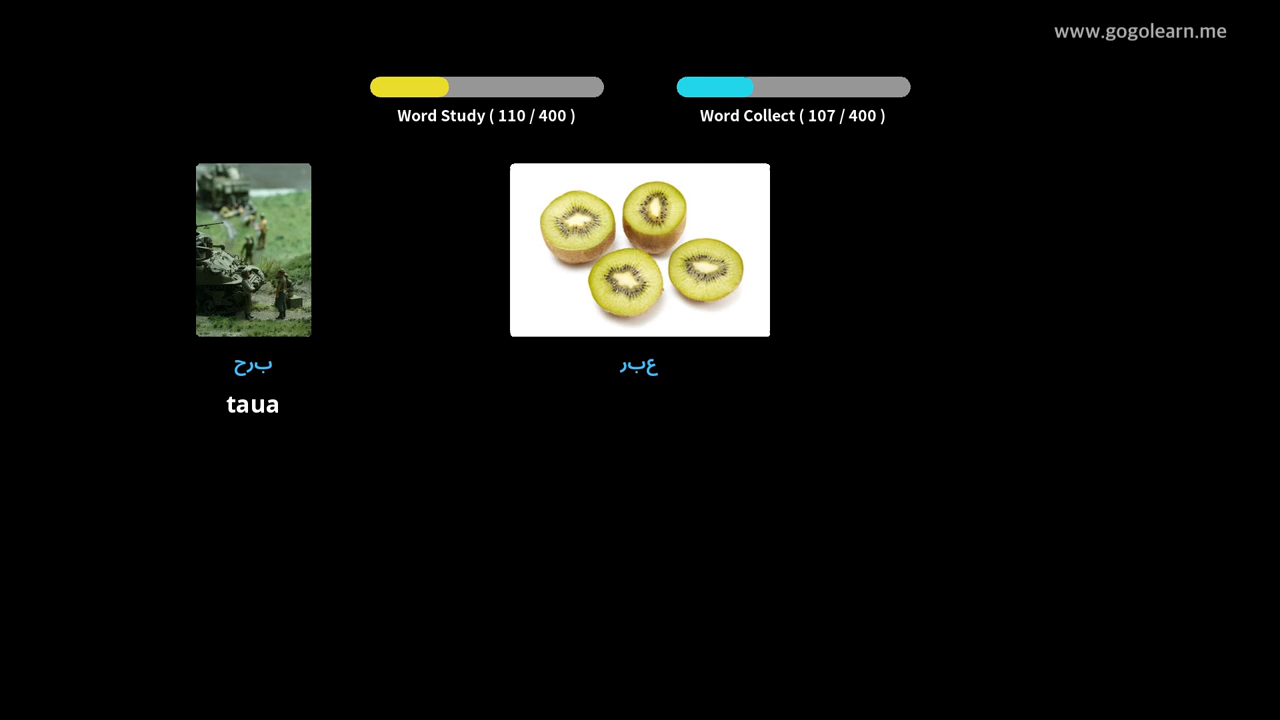 www.gogolearn.me
Word Study ( 110 / 400 )
Word Collect ( 107 / 400 )
برح
عبر
taua